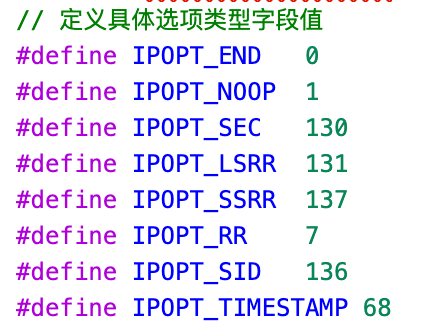 // 定义具体选项类型字段值
#define IPOPT_END 0
#define IPOPT_NOOP 1
#define IPOPT_SEC 130
#define IPOPT_LSRR 131
#define IPOPT_SSRR 137
#define IPOPT_RR 7
#define IPOPT_SID 136
#define IPOPT_TIMESTAMP 68